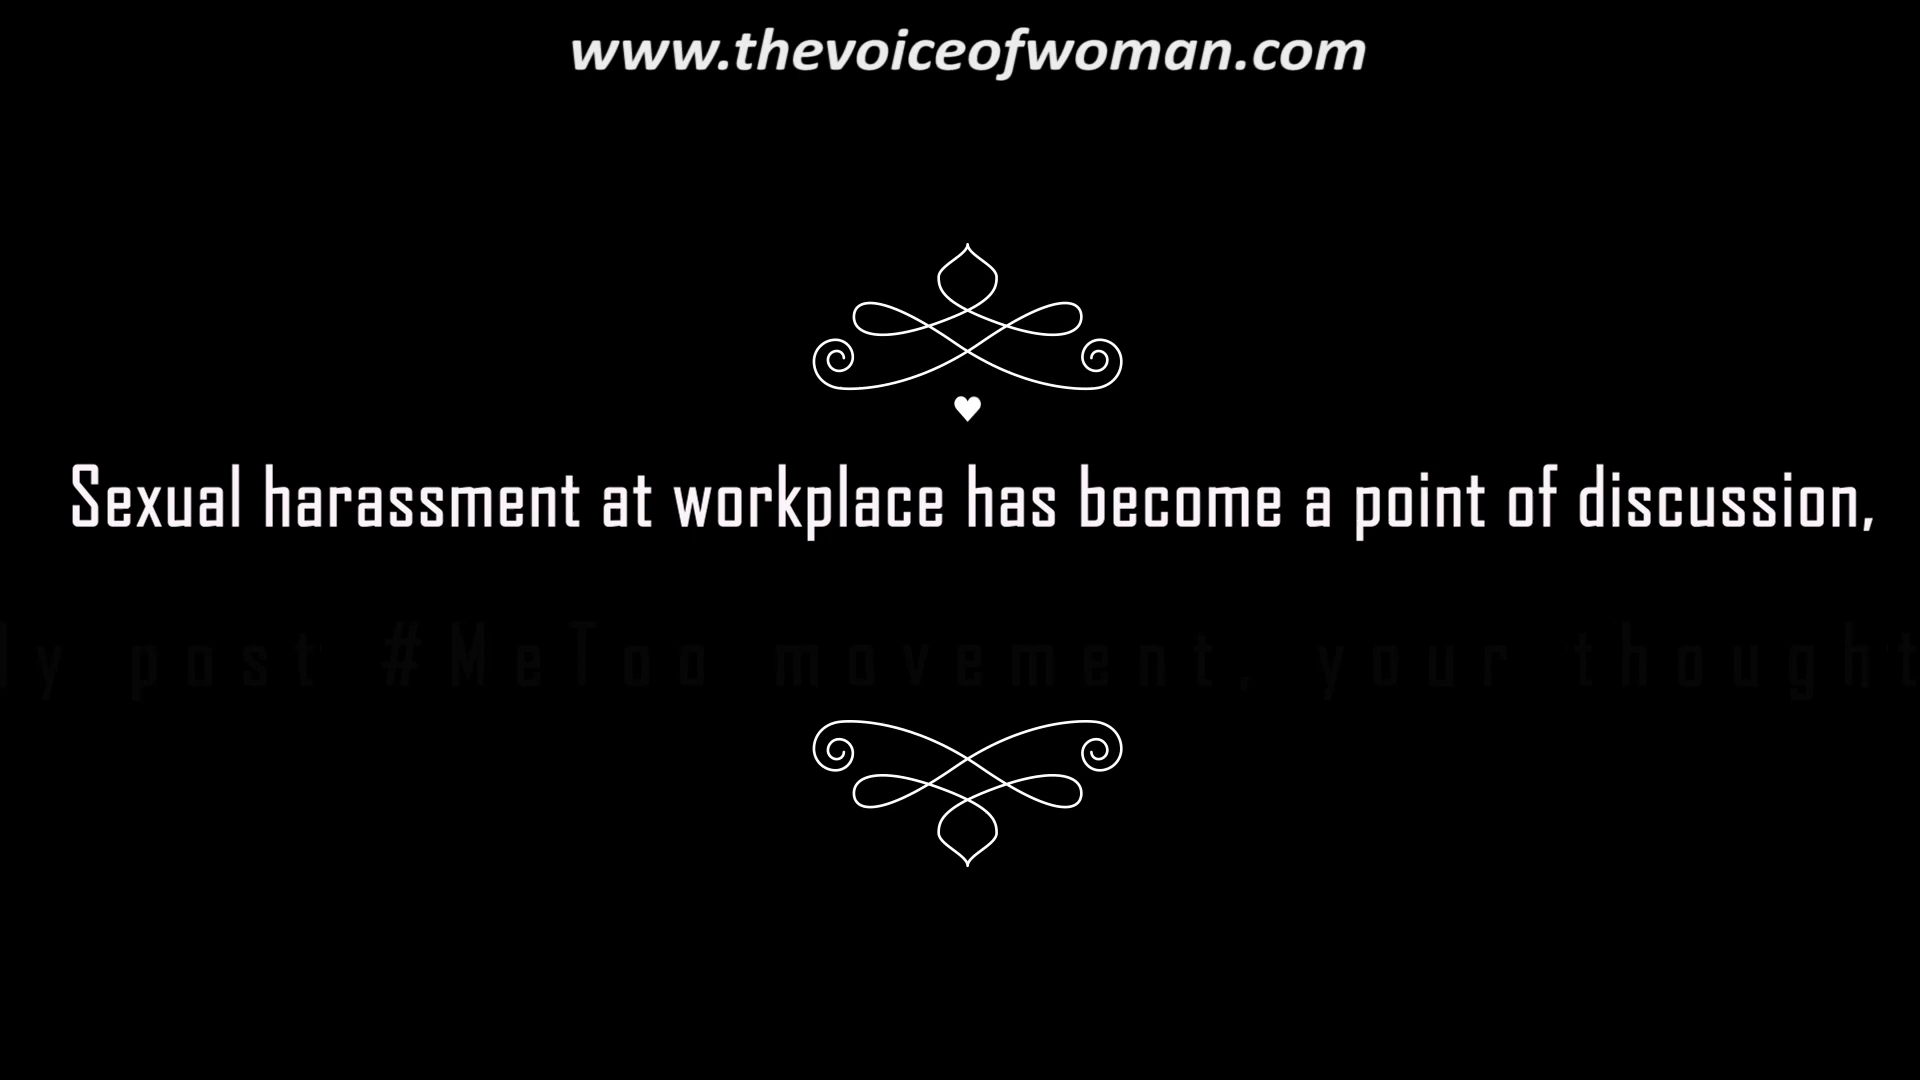 www.thevoiceofwoman.com
Sexual harassment at workplace has become a point of discussion,
post #MeToo movement, your